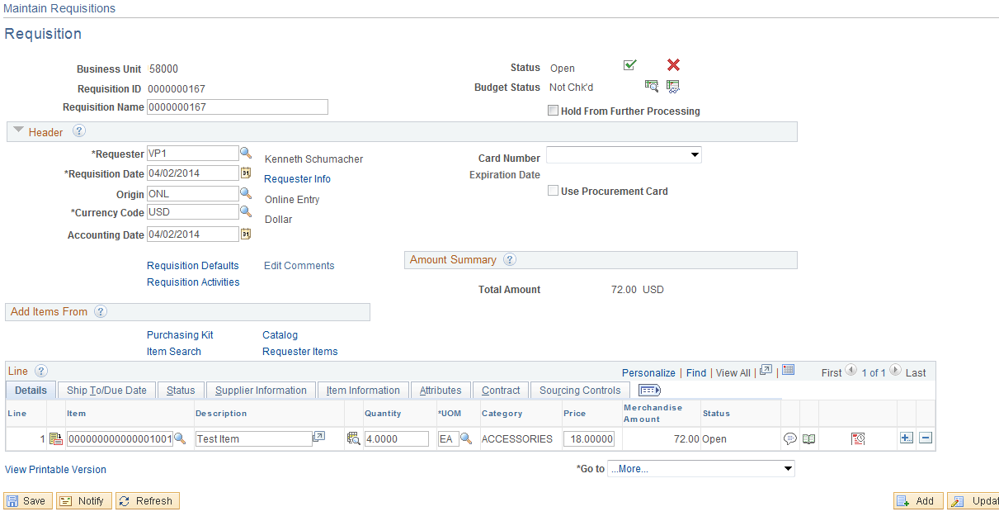 Maintain Requisitions
Requisition
Business Unit 58000 Status Open
Requisition ID 0000000167 Budget Status Not Chk'd
Requisition Name 0000000167 Hold From Further Processing
Header ?
*Requester VP1 Kenneth Schumacher Card Number
*Requisition Date 04/02/2014 Requester Info Expiration Date
Origin ONL Online Entry Use Procurement Card
*Currency Code USD Dollar
Accounting Date 04/02/2014
Requisition Defaults Edit Comments Amount Summary ?
Requisition Activities
Total Amount 72.00 USD
Add Items From ?
Purchasing Kit Catalog
Item Search Requester Items
Line ? Personalize | Find | View All | | First 1 of 1 Last
Details Ship To/Due Date Status Supplier Information Item Information Attributes Contract Sourcing Controls
Line Item Description Quantity *UOM Category Price Merchandise Amount Status
1 000000000000001001 Test Item 4.0000 EA ACCESSORIES 18.00000 72.00 Open
View Printable Version *Go to ...More...
Save Notify Refresh Add Updat